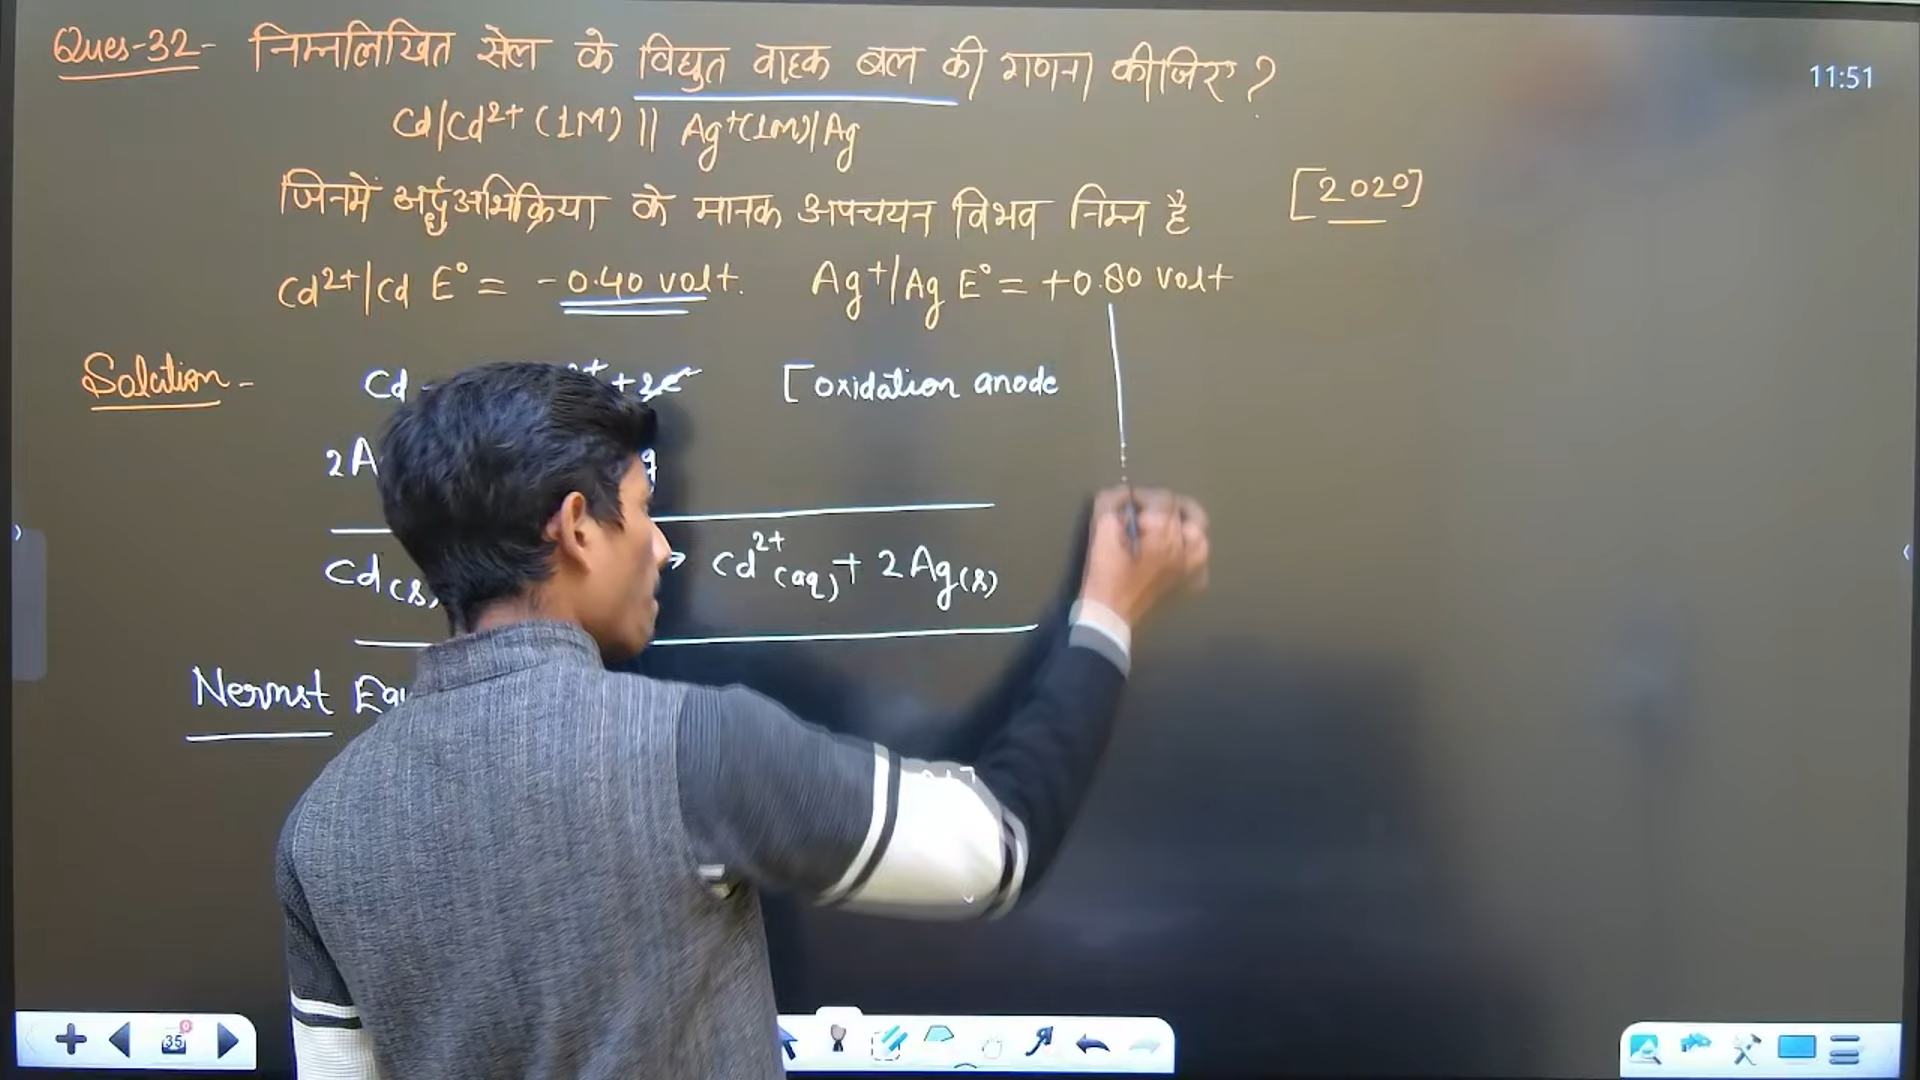 Ques-32- निम्नलिखित सेल के विद्युत वाहक बल की गणना कीजिए ?
11:51
Cd/Cd²⁺ (1M) || Ag⁺(1M)/Ag
जिनमें अर्द्धअभिक्रिया के मानक अपचयन विभव निम्न है
[2020]
Cd²⁺/Cd E° = -0.40 volt. Ag⁺/Ag E° = +0.80 volt
Solution-
Cd + 2e⁻ [oxidation anode
2A
Cd(s) → Cd²⁺(aq) + 2Ag(s)
Nernst
35